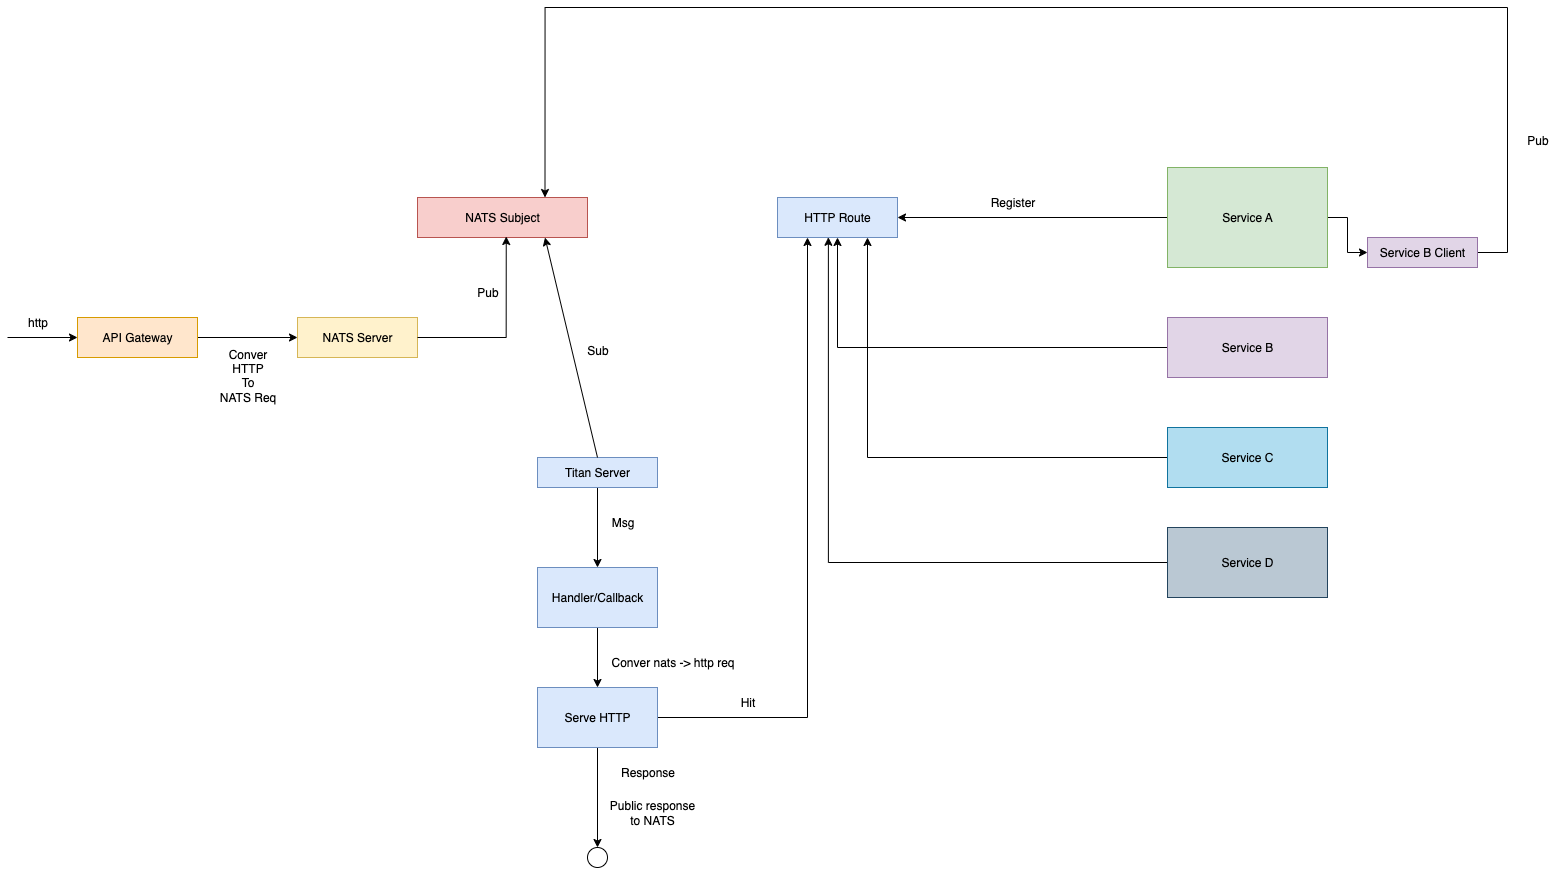 Pub
NATS Subject
HTTP Route
Register
Service A
Service B Client
Pub
http
API Gateway
Conver
HTTP
To
NATS Req
NATS Server
Sub
Service B
Service C
Titan Server
Msg
Service D
Handler/Callback
Conver nats -> http req
Serve HTTP
Hit
Response
Public response
to NATS